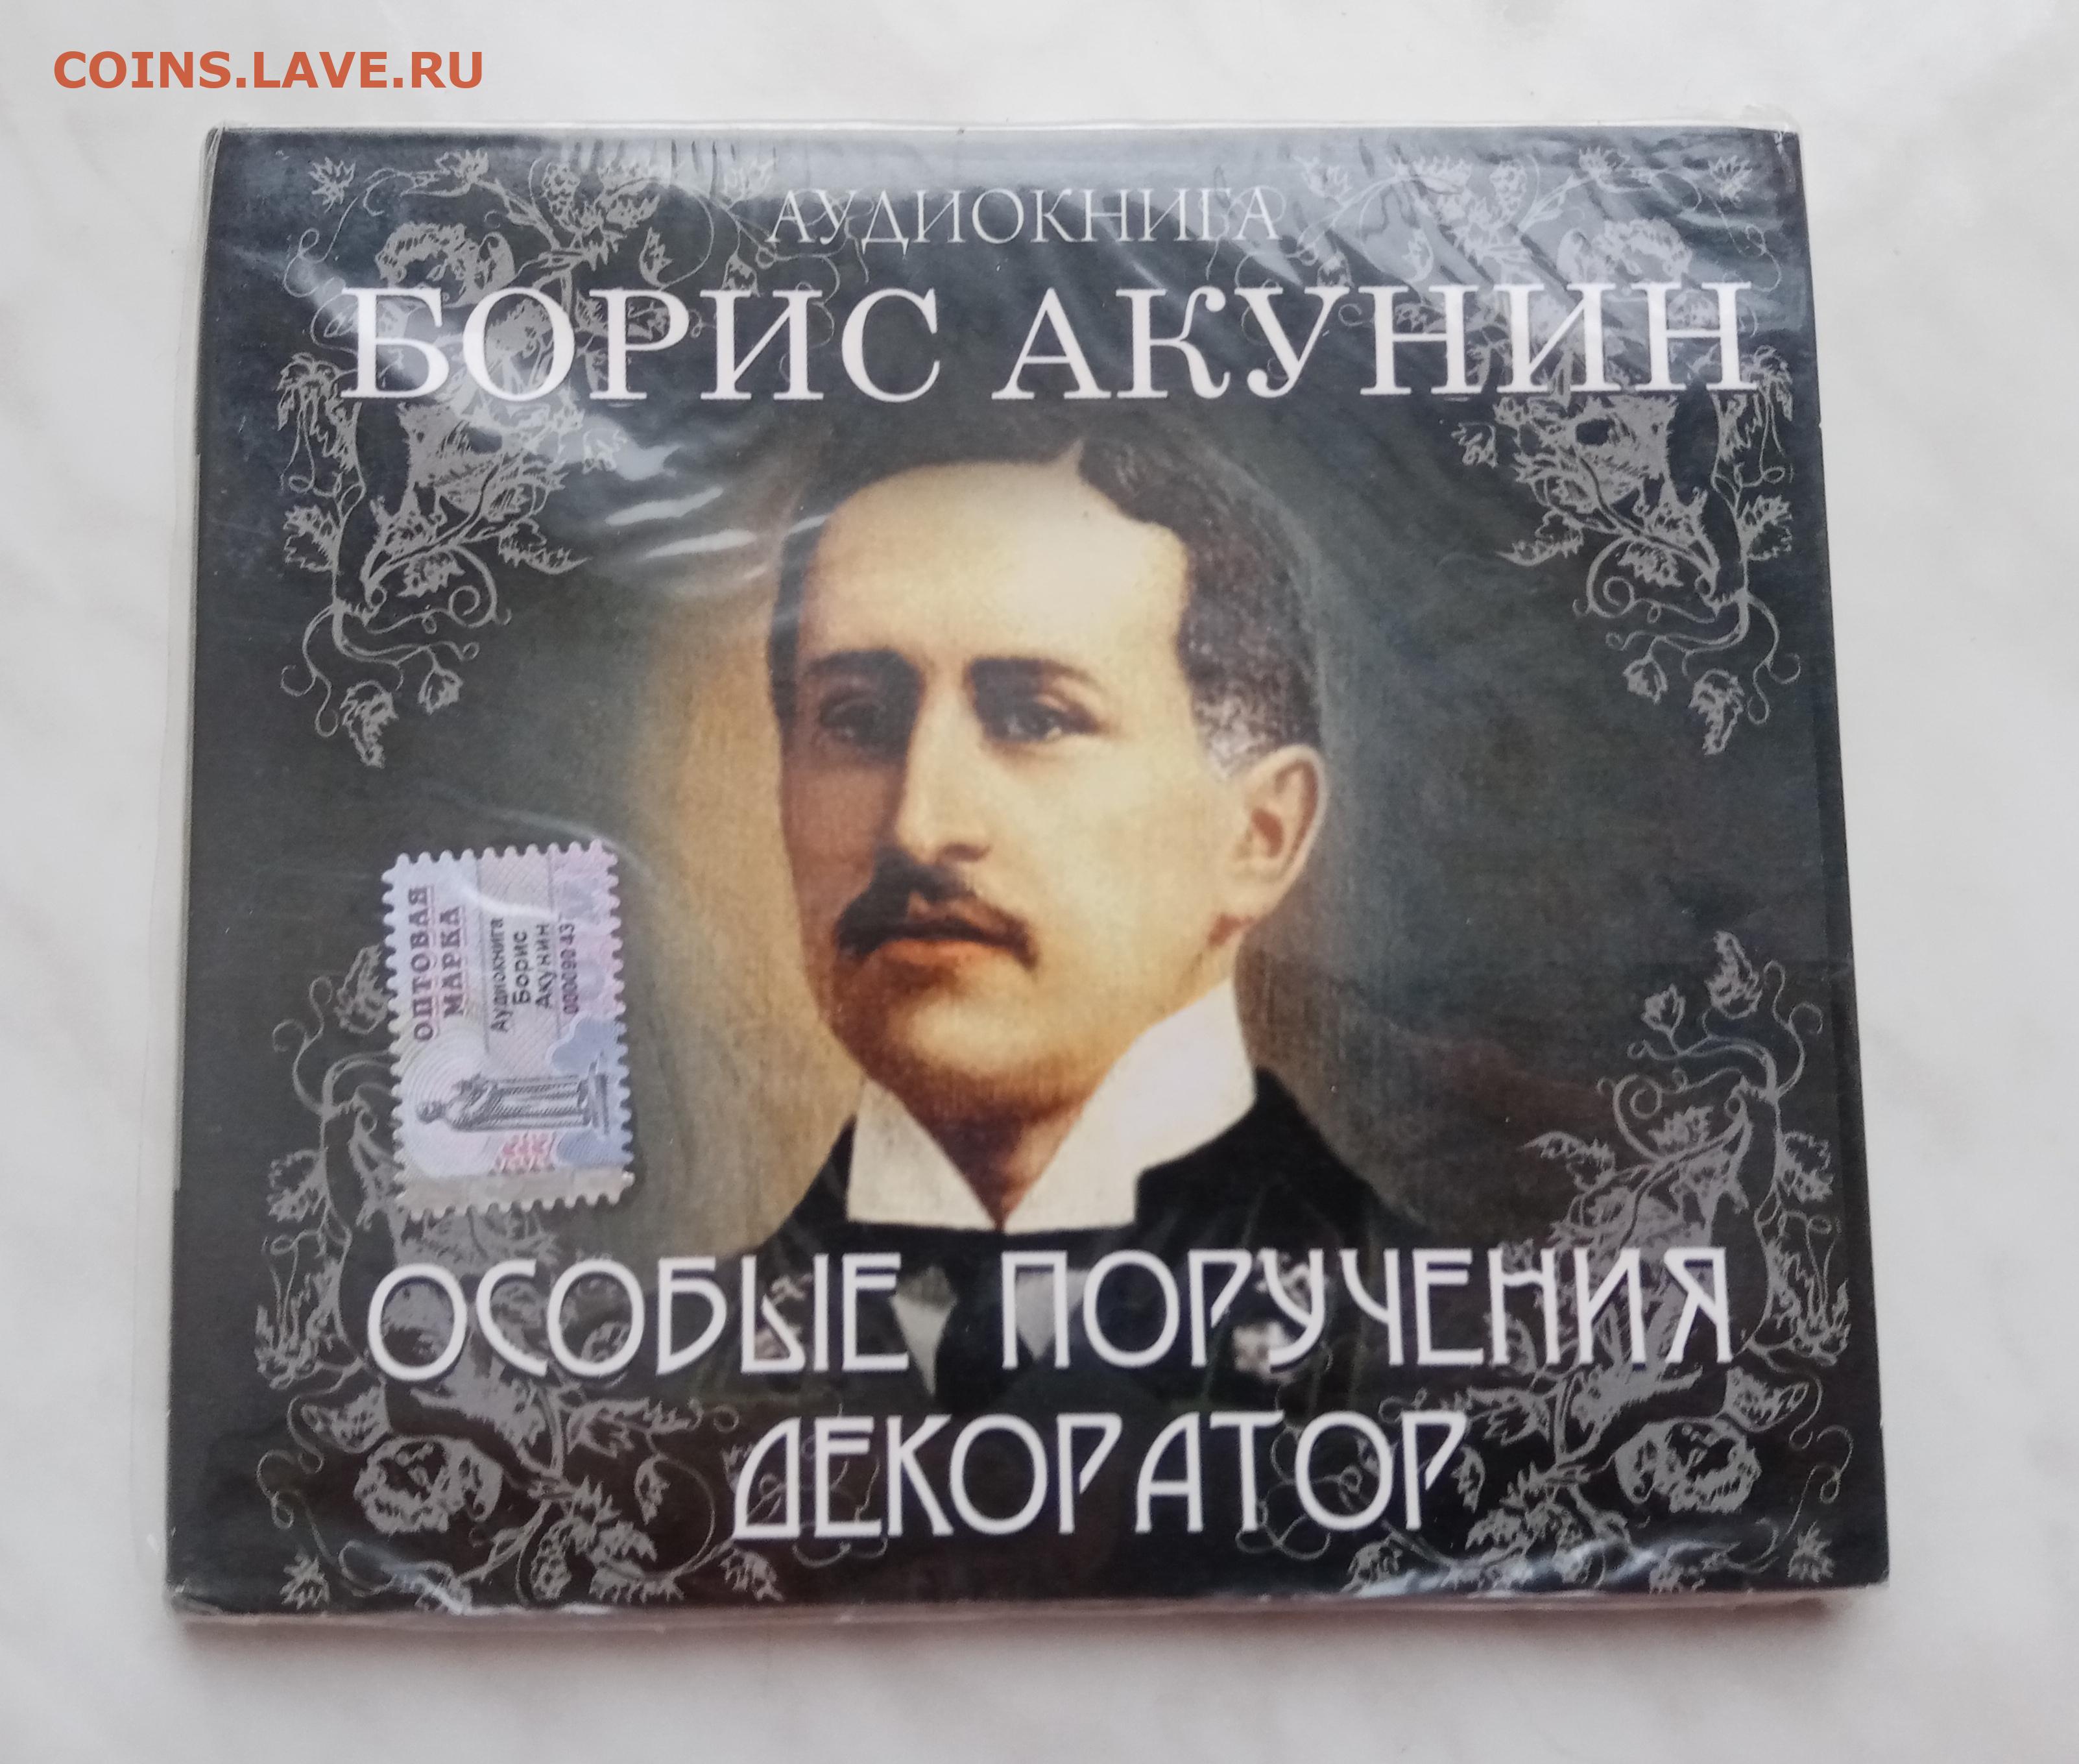 COINS.LAVE.RU
АУДИОКНИГА
БОРИС АКУНИН
ОПТОВАЯ
МАРКА
Аудиокнига
Борис
Акунин
ОСОБЫЕ ПОРУЧЕНИЯ
ДЕКОРАТОР